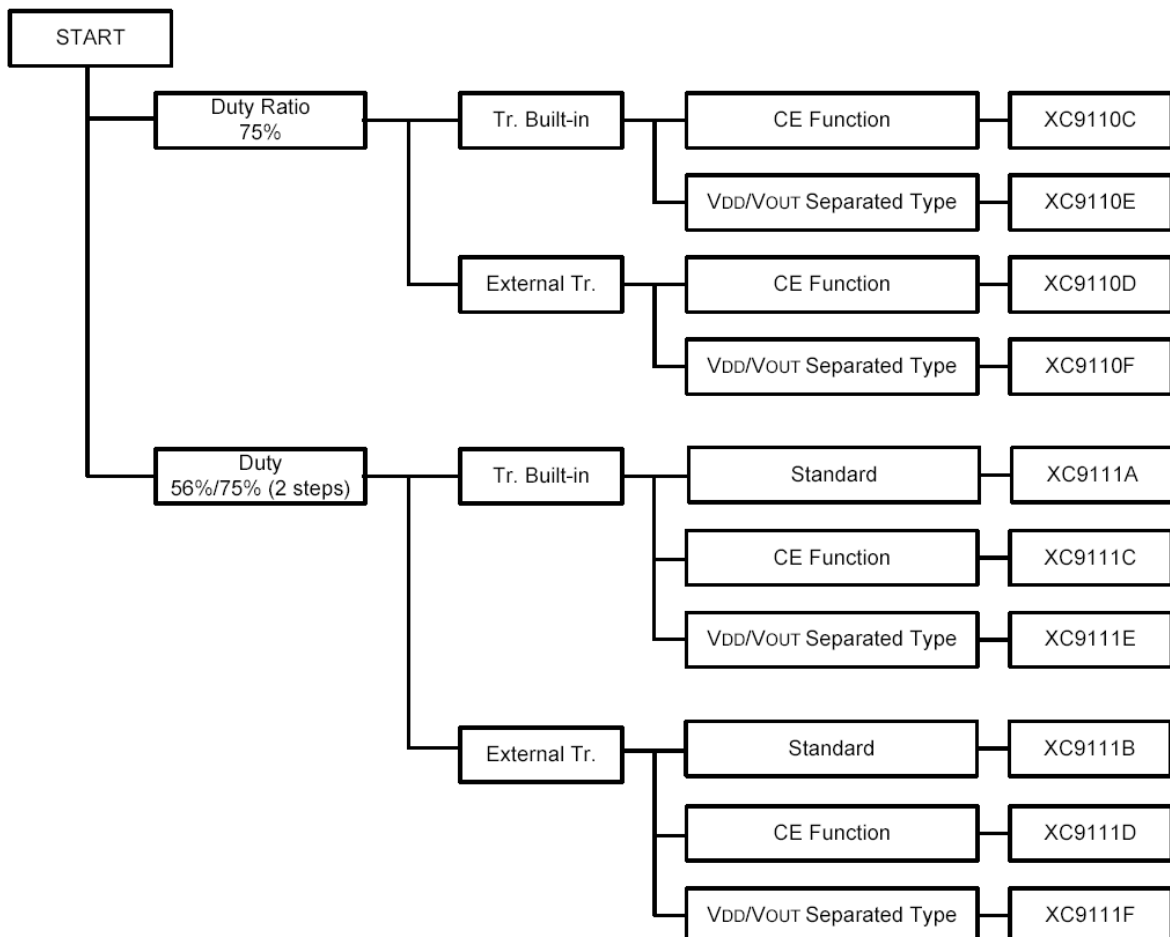 START
Duty Ratio
75%
Tr. Built-in
CE Function
XC9110C
VDD/VOUT Separated Type
XC9110E
External Tr.
CE Function
XC9110D
VDD/VOUT Separated Type
XC9110F
Duty
56%/75% (2 steps)
Tr. Built-in
Standard
XC9111A
CE Function
XC9111C
VDD/VOUT Separated Type
XC9111E
External Tr.
Standard
XC9111B
CE Function
XC9111D
VDD/VOUT Separated Type
XC9111F